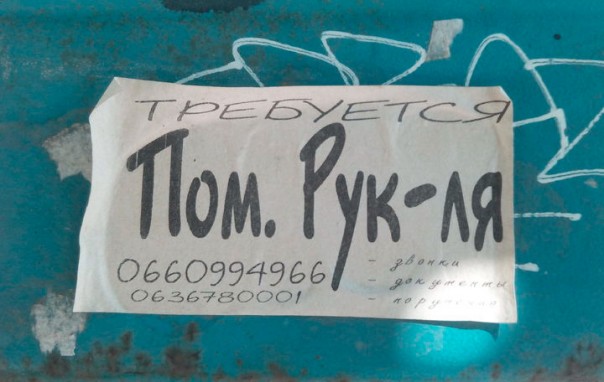 ТРЕБУЕТСЯ
Пом. Рук-ля
0660994966
0636780001
- звонки
- документы
- поручения